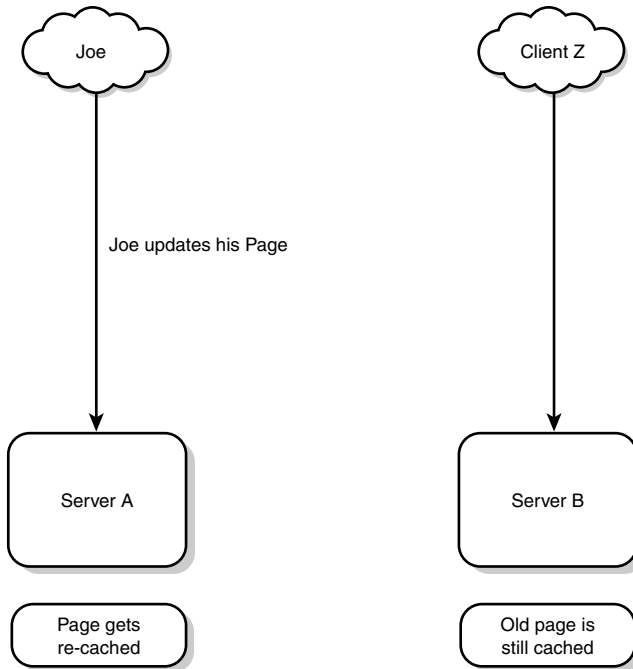 Joe
Client Z
Joe updates his Page
Server A
Server B
Page gets
re-cached
Old page is
still cached